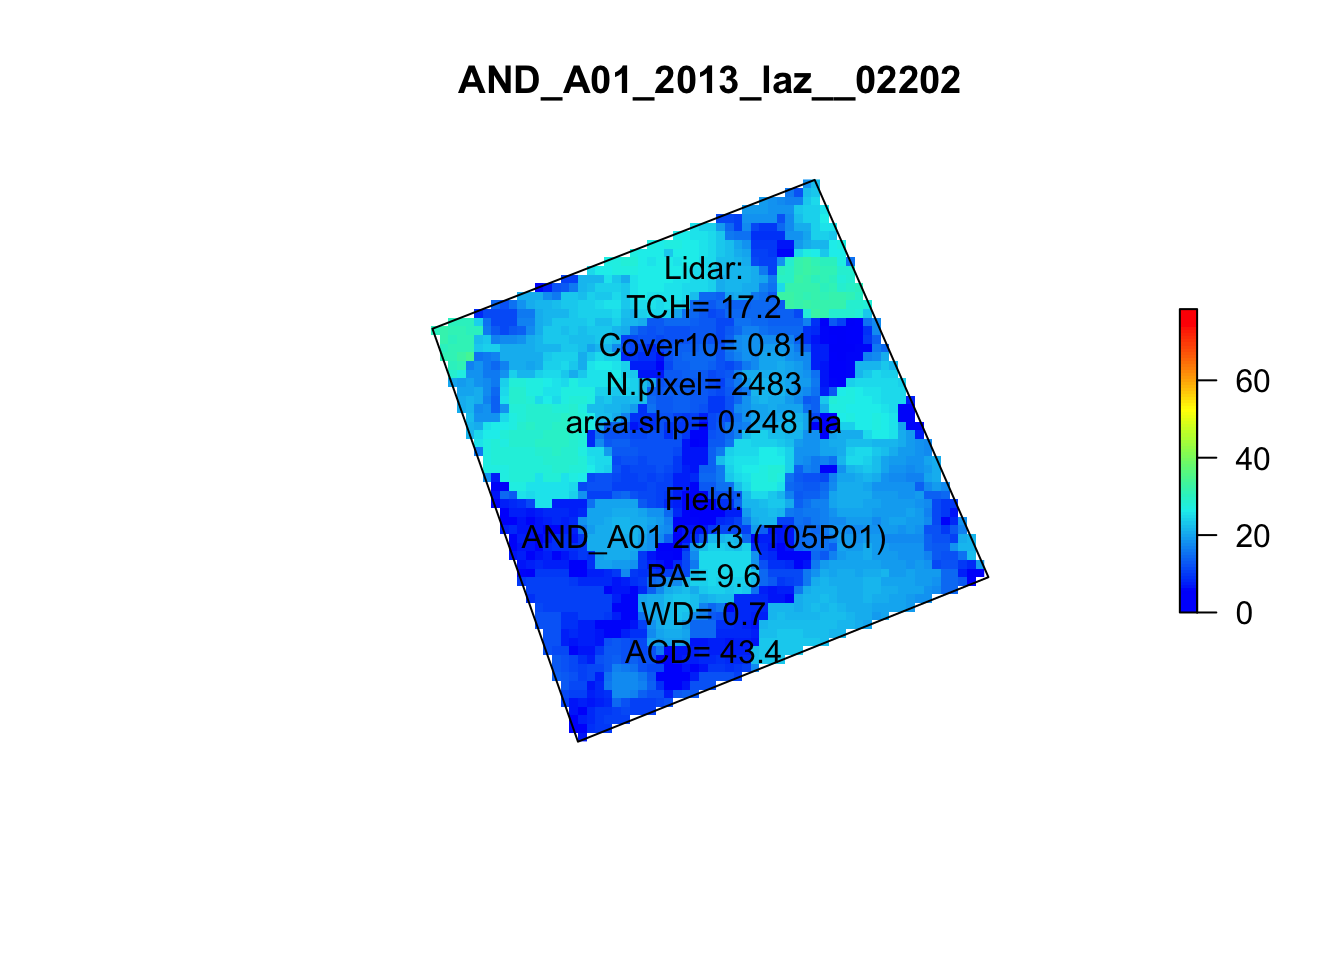 AND_A01_2013_laz__02202
Lidar:
TCH= 17.2
Cover10= 0.81
N.pixel= 2483
area.shp= 0.248 ha
Field:
AND_A01 2013 (T05P01)
BA= 9.6
WD= 0.7
ACD= 43.4
60
40
20
0